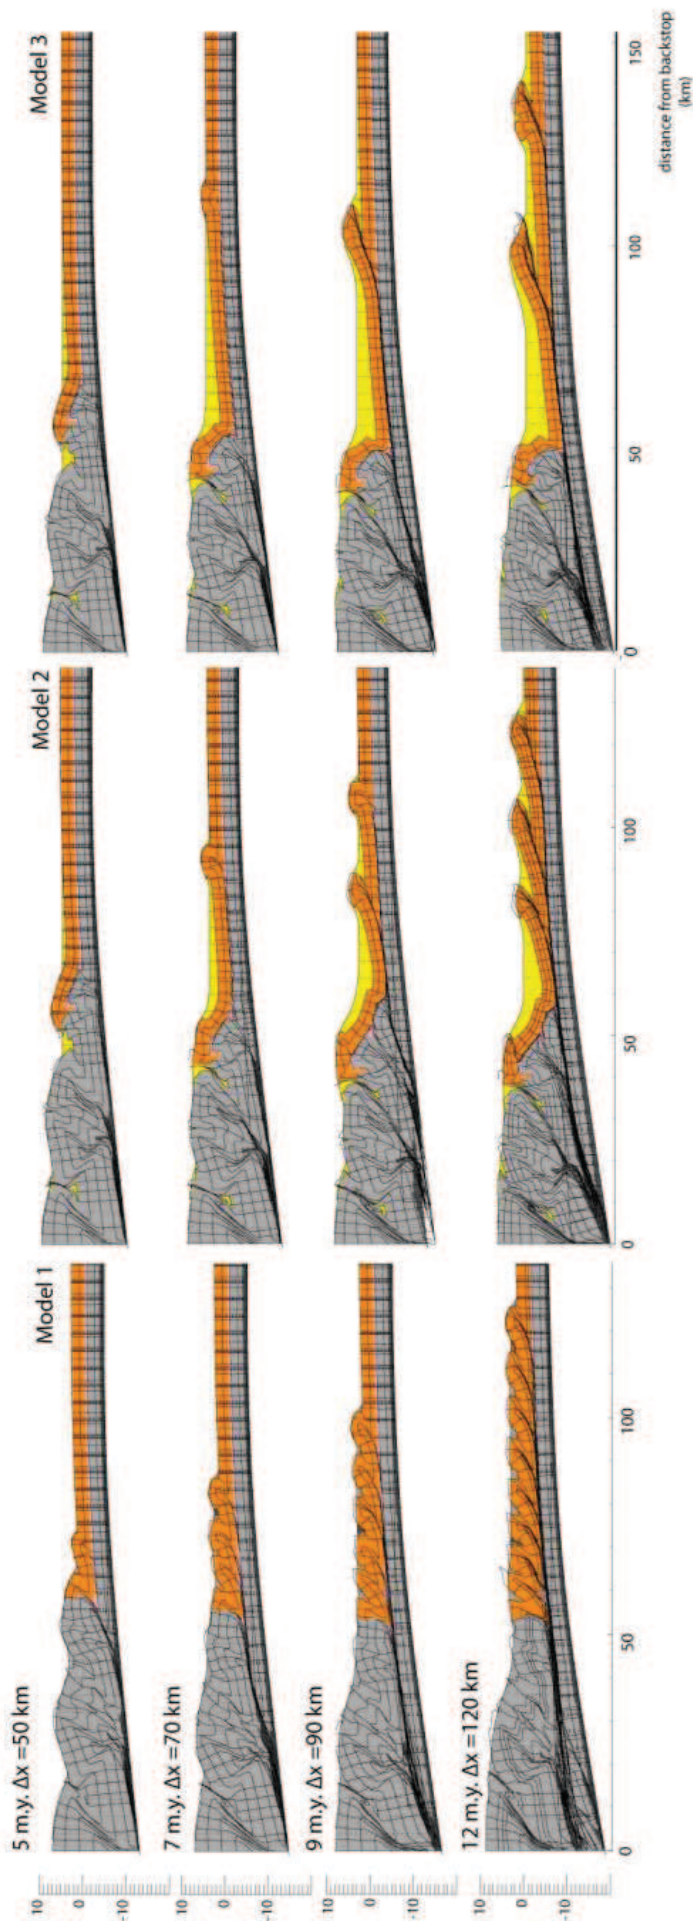 Model 1
Model 2
Model 3
5 m.y. Δx =50 km
10
0
-10
7 m.y. Δx =70 km
10
0
-10
9 m.y. Δx =90 km
10
0
-10
12 m.y. Δx =120 km
10
0
-10
0
50
100
0
50
100
0
50
100
150
distance from backstop
(km)